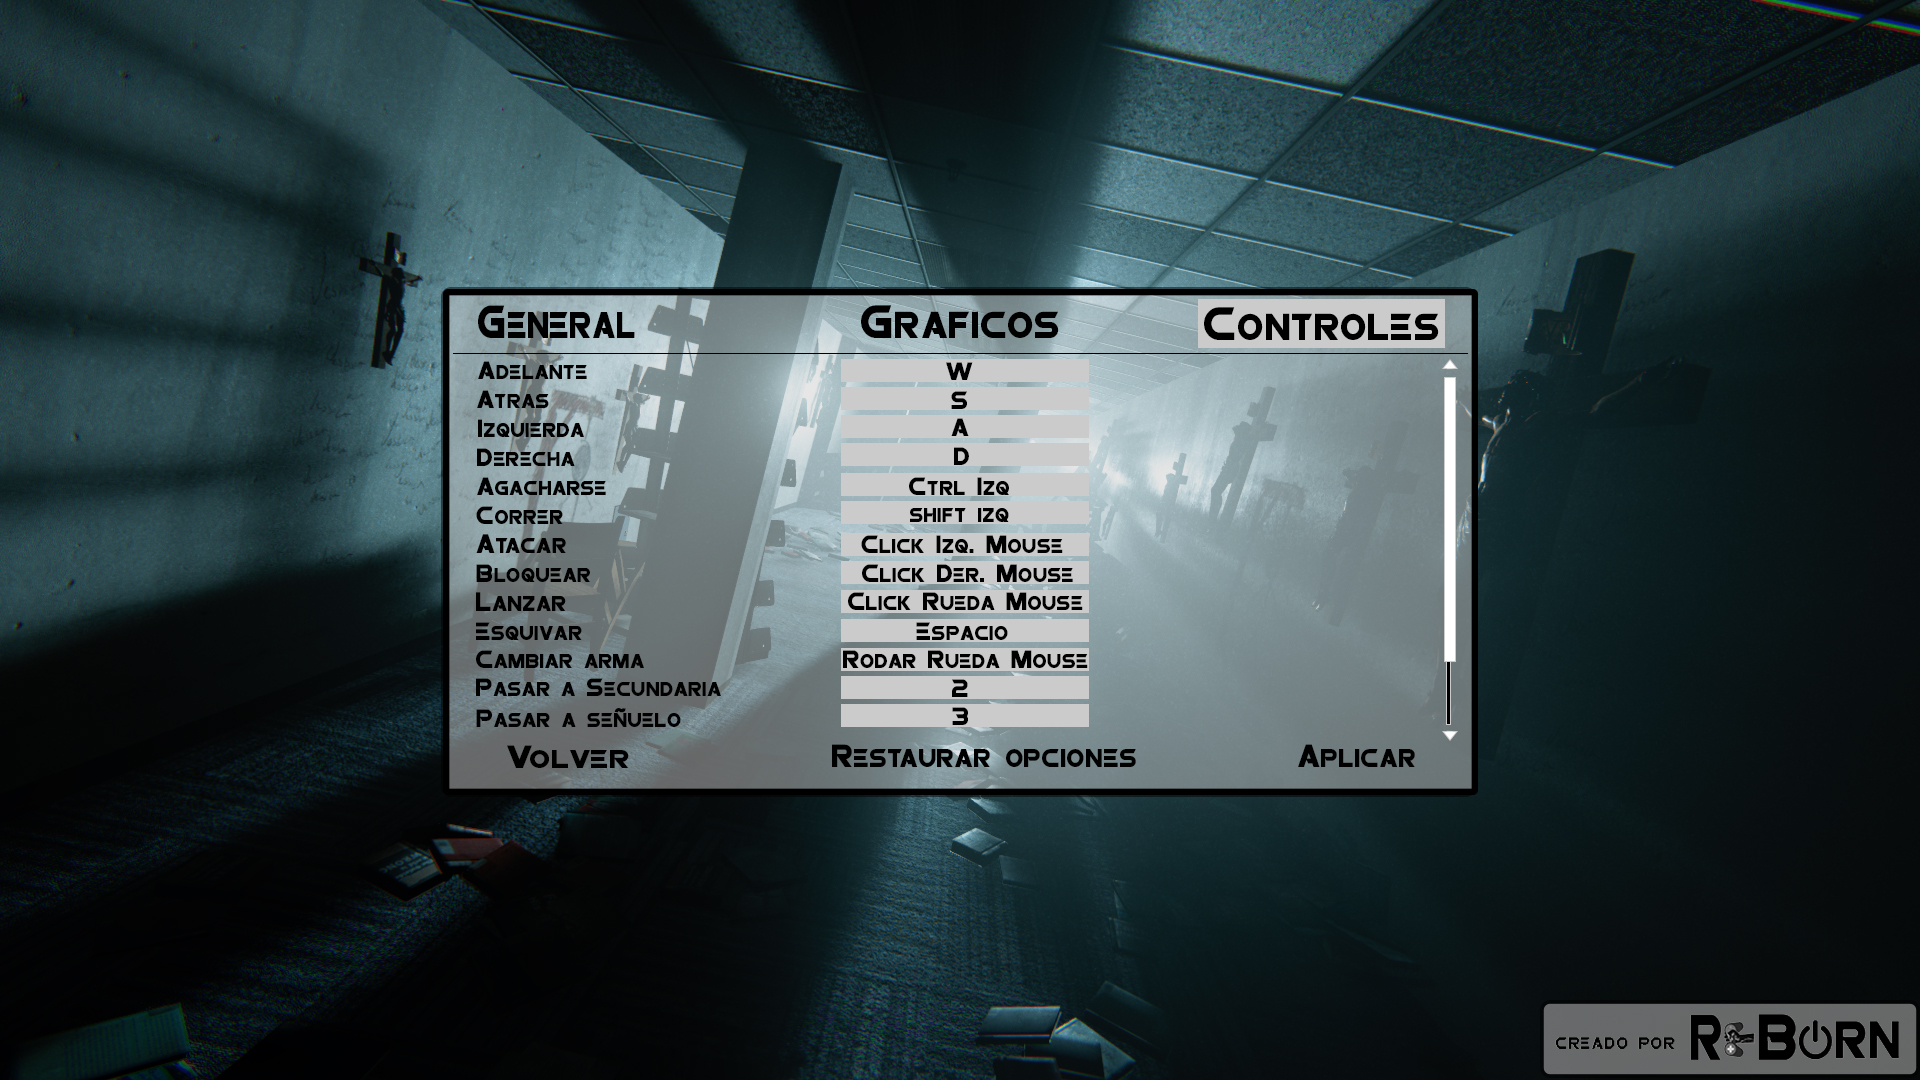 General Graficos Controles
Adelante W
Atras S
Izquierda A
Derecha D
Agacharse Ctrl Izq
Correr shift izq
Atacar Click Izq. Mouse
Bloquear Click Der. Mouse
Lanzar Click Rueda Mouse
Esquivar Espacio
Cambiar arma Rodar Rueda Mouse
Pasar a Secundaria 2
Pasar a señuelo 3
Volver Restaurar opciones Aplicar
creado por ReBorn